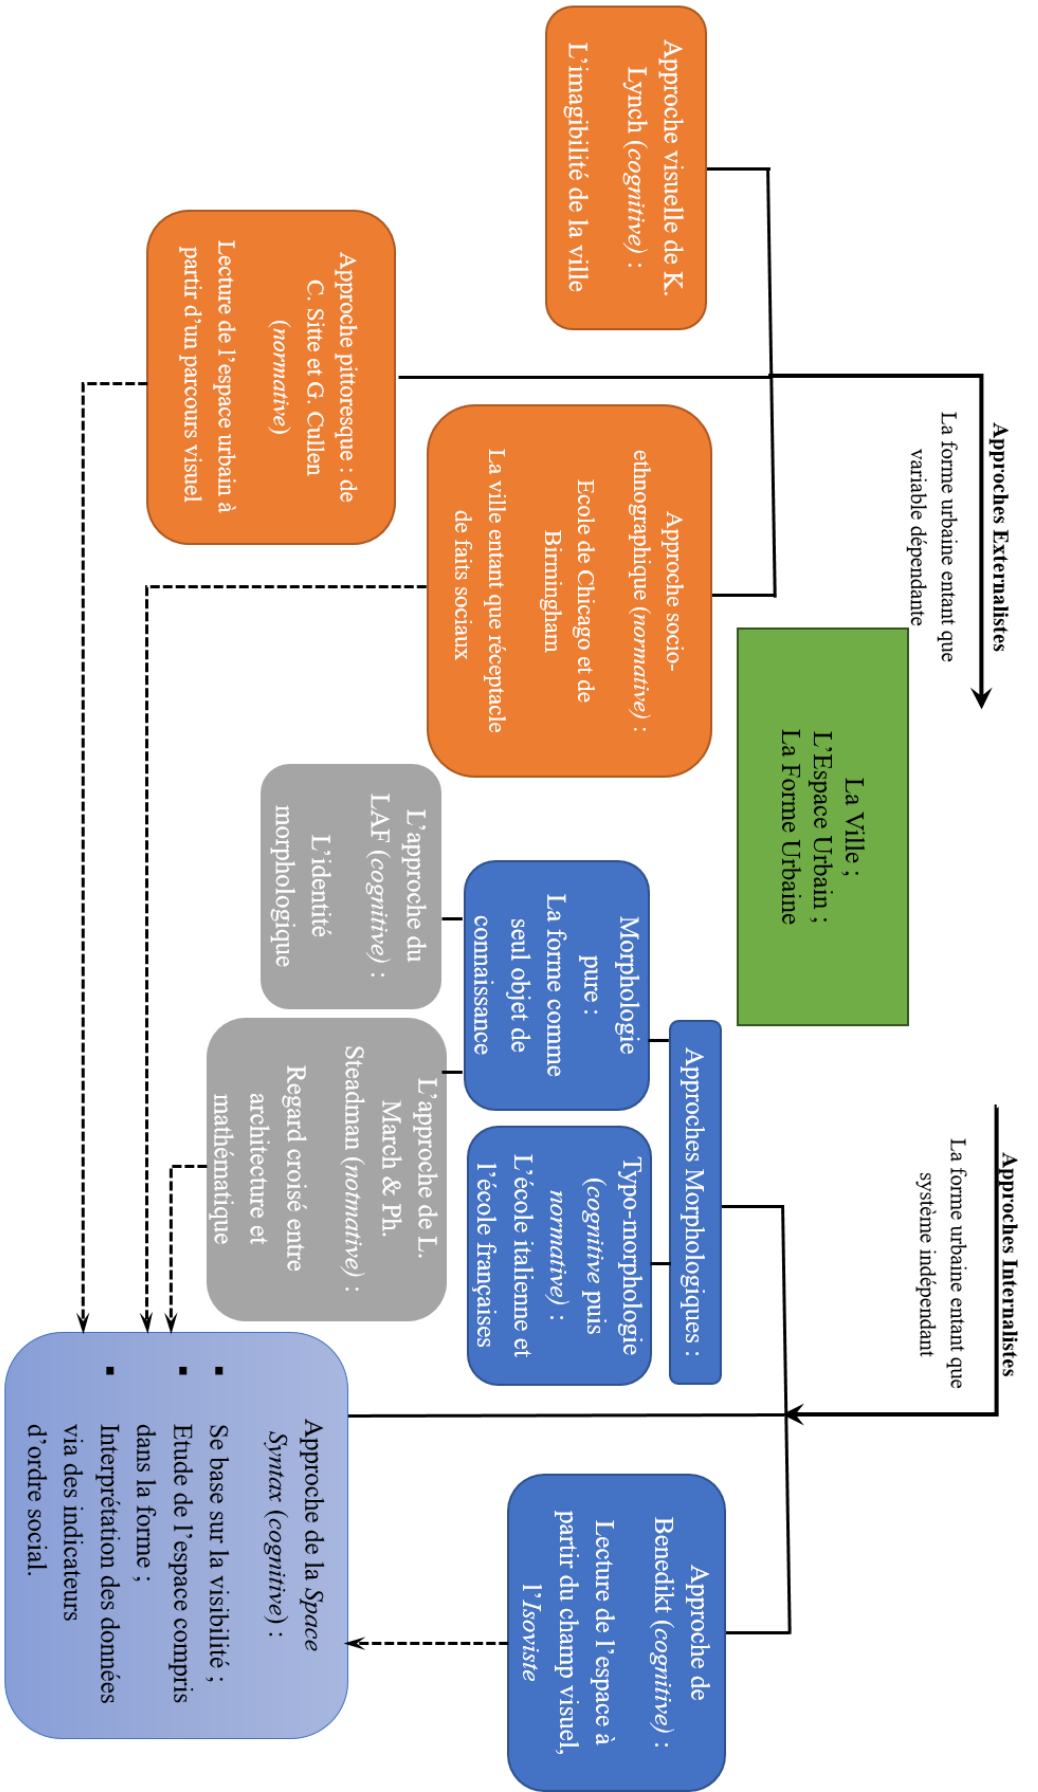 Approches Externalistes
La forme urbaine entant que
variable dépendante
La Ville ;
L'Espace Urbain ;
La Forme Urbaine
Approches Internalistes
La forme urbaine entant que
système indépendant
Approche visuelle de K.
Lynch (cognitive) :
L'imagibilité de la ville
Approche socio-
ethnographique (normative) :
Ecole de Chicago et de
Birmingham
La ville entant que réceptacle
de faits sociaux
Approche pittoresque : de
C. Sitte et G. Cullen
(normative)
Lecture de l'espace urbain à
partir d'un parcours visuel
Approches Morphologiques :
Morphologie
pure :
La forme comme
seul objet de
connaissance
Typo-morphologie
(cognitive puis
normative) :
L'école italienne et
l'école françaises
L'approche du
LAF (cognitive) :
L'identité
morphologique
L'approche de L.
March & Ph.
Steadman (notmative) :
Regard croisé entre
architecture et
mathématique
Approche de
Benedikt (cognitive) :
Lecture de l'espace à
partir du champ visuel,
l'Isoviste
Approche de la Space
Syntax (cognitive) :
▪ Se base sur la visibilité ;
▪ Etude de l'espace compris
dans la forme ;
▪ Interprétation des données
via des indicateurs
d'ordre social.